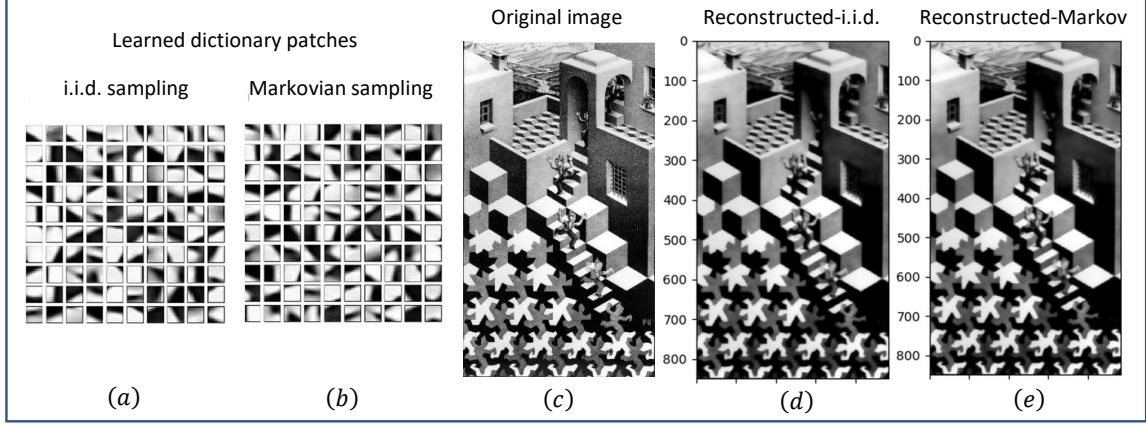 Learned dictionary patches
i.i.d. sampling
Markovian sampling
Original image
Reconstructed-i.i.d.
Reconstructed-Markov
0
100
200
300
400
500
600
700
800
0
100
200
300
400
500
600
700
800
(a)
(b)
(c)
(d)
(e)